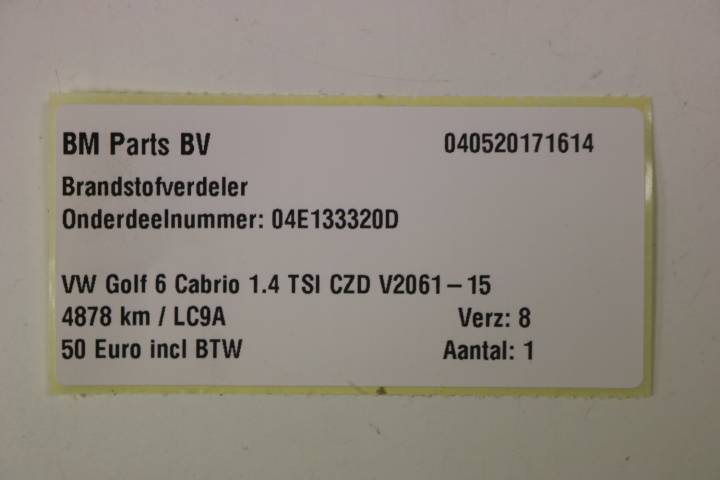 BM Parts BV 040520171614
Brandstofverdeler
Onderdeelnummer: 04E133320D
VW Golf 6 Cabrio 1.4 TSI CZD V2061-15
4878 km / LC9A Verz: 8
50 Euro incl BTW Aantal: 1